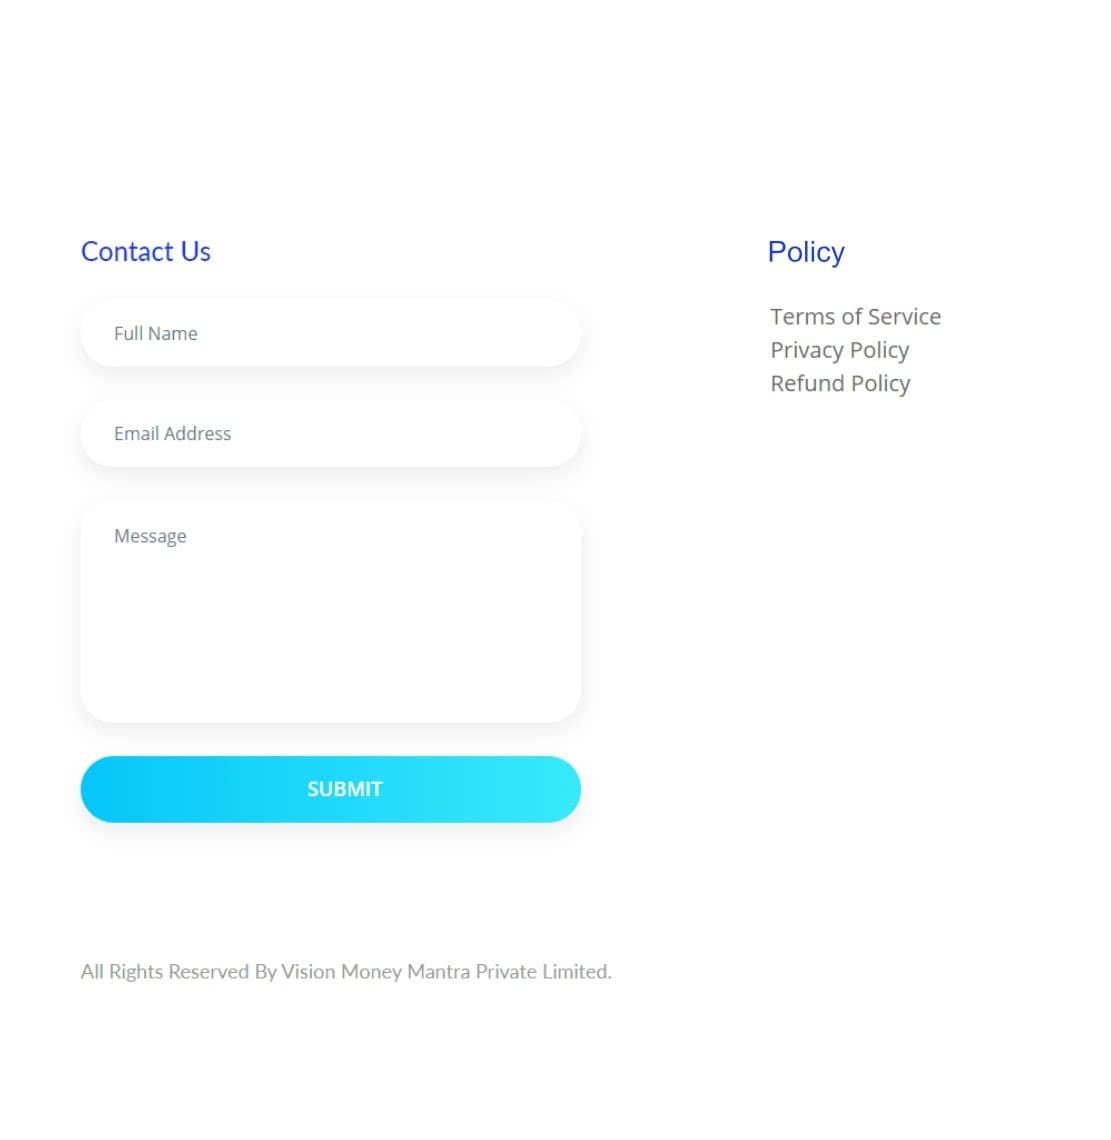 Contact Us
Full Name
Email Address
Message
SUBMIT
Policy
Terms of Service
Privacy Policy
Refund Policy
All Rights Reserved By Vision Money Mantra Private Limited.